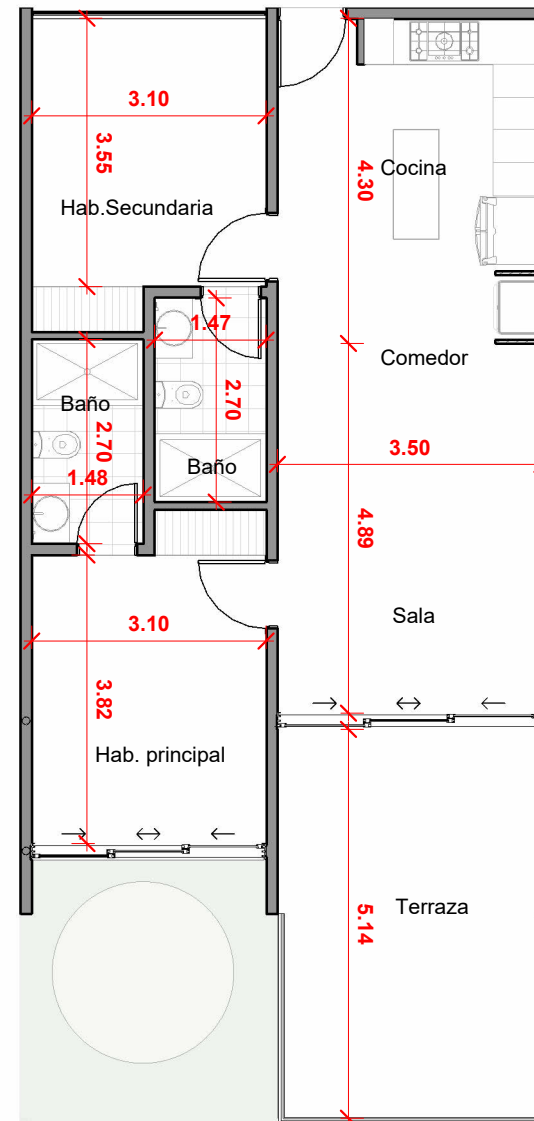 3.10
3.55
Hab.Secundaria
4.30
Cocina
1.47
Comedor
Baño
2.70
2.70
Baño
1.48
3.50
4.89
3.10
Sala
3.82
Hab. principal
Terraza
5.14